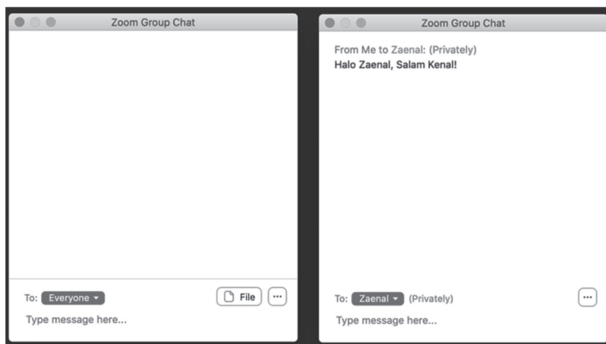 Zoom Group Chat
To: Everyone
File
Type message here...
Zoom Group Chat
From Me to Zaenal: (Privately)
Halo Zaenal, Salam Kenal!
To: Zaenal (Privately)
Type message here...